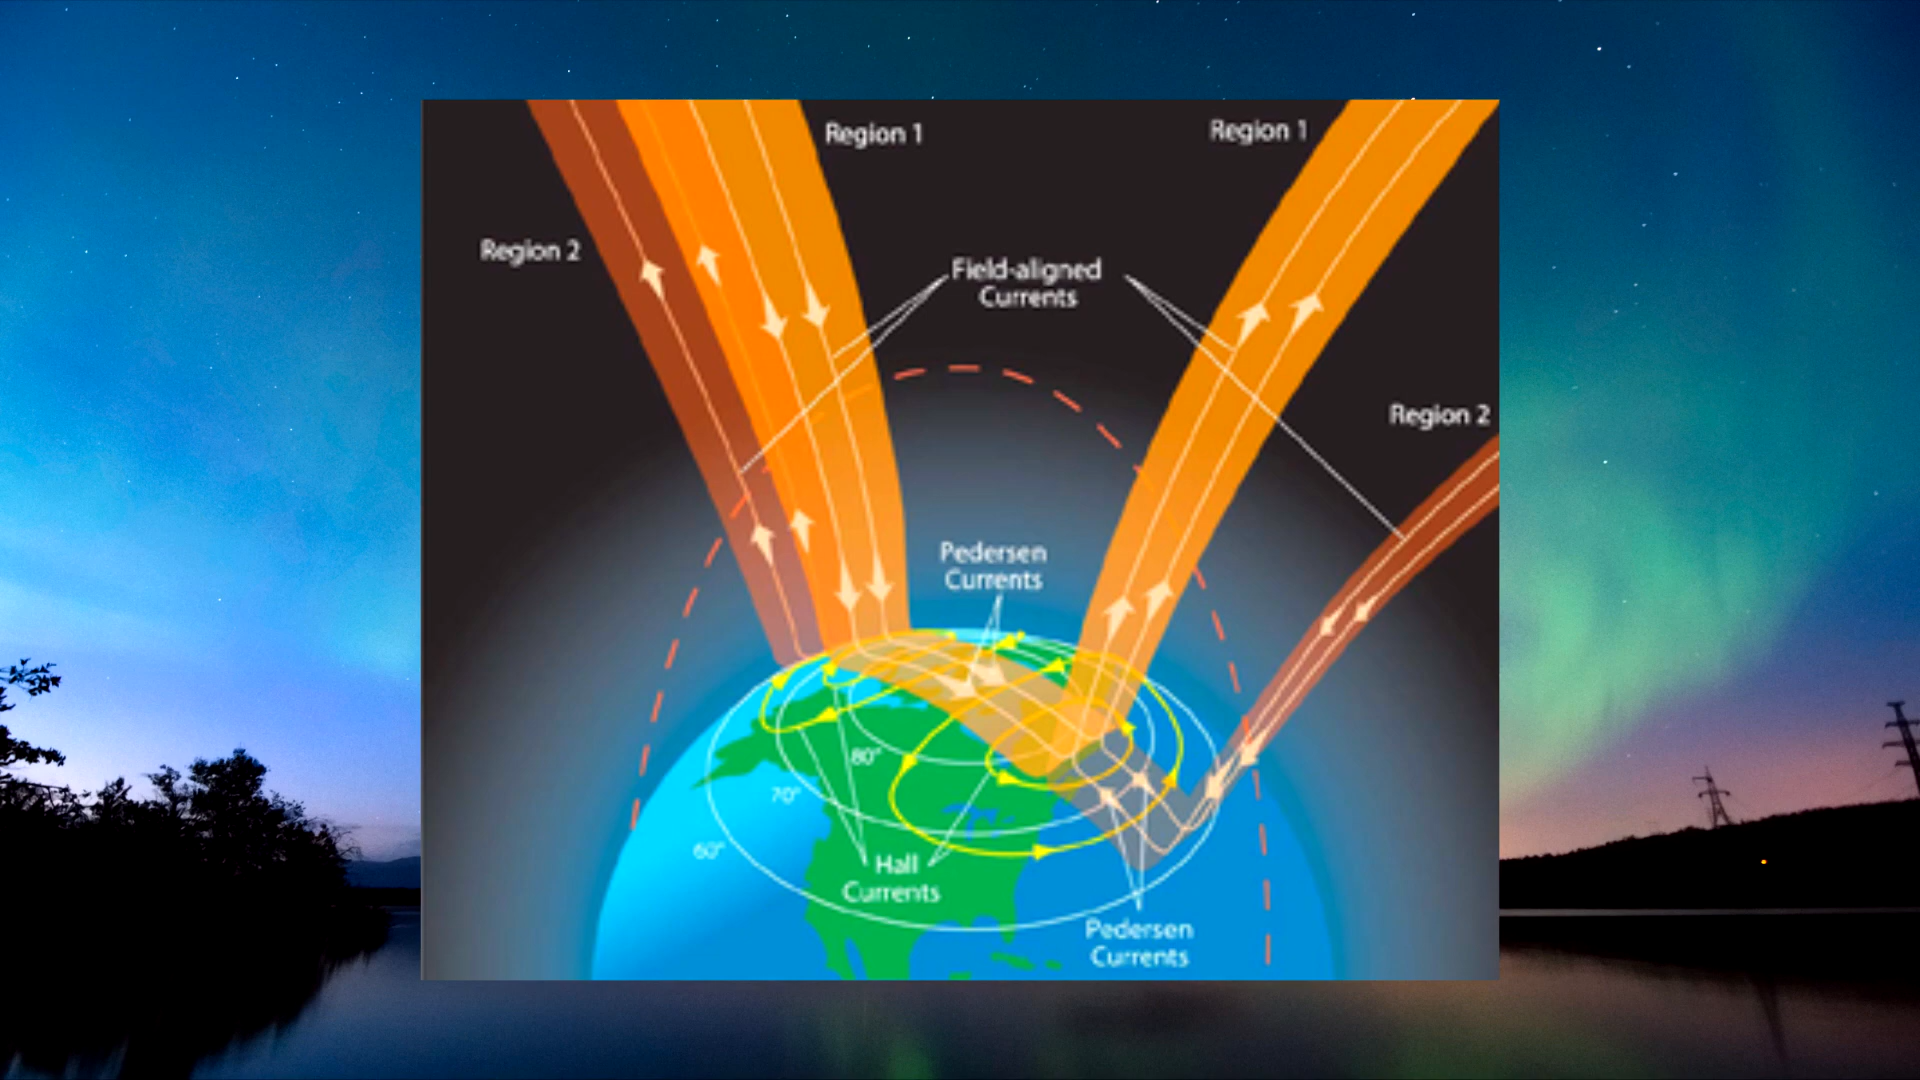 Region 1
Region 1
Region 2
Field-aligned
Currents
Region 2
Pedersen
Currents
80°
70°
60°
Hall
Currents
Pedersen
Currents